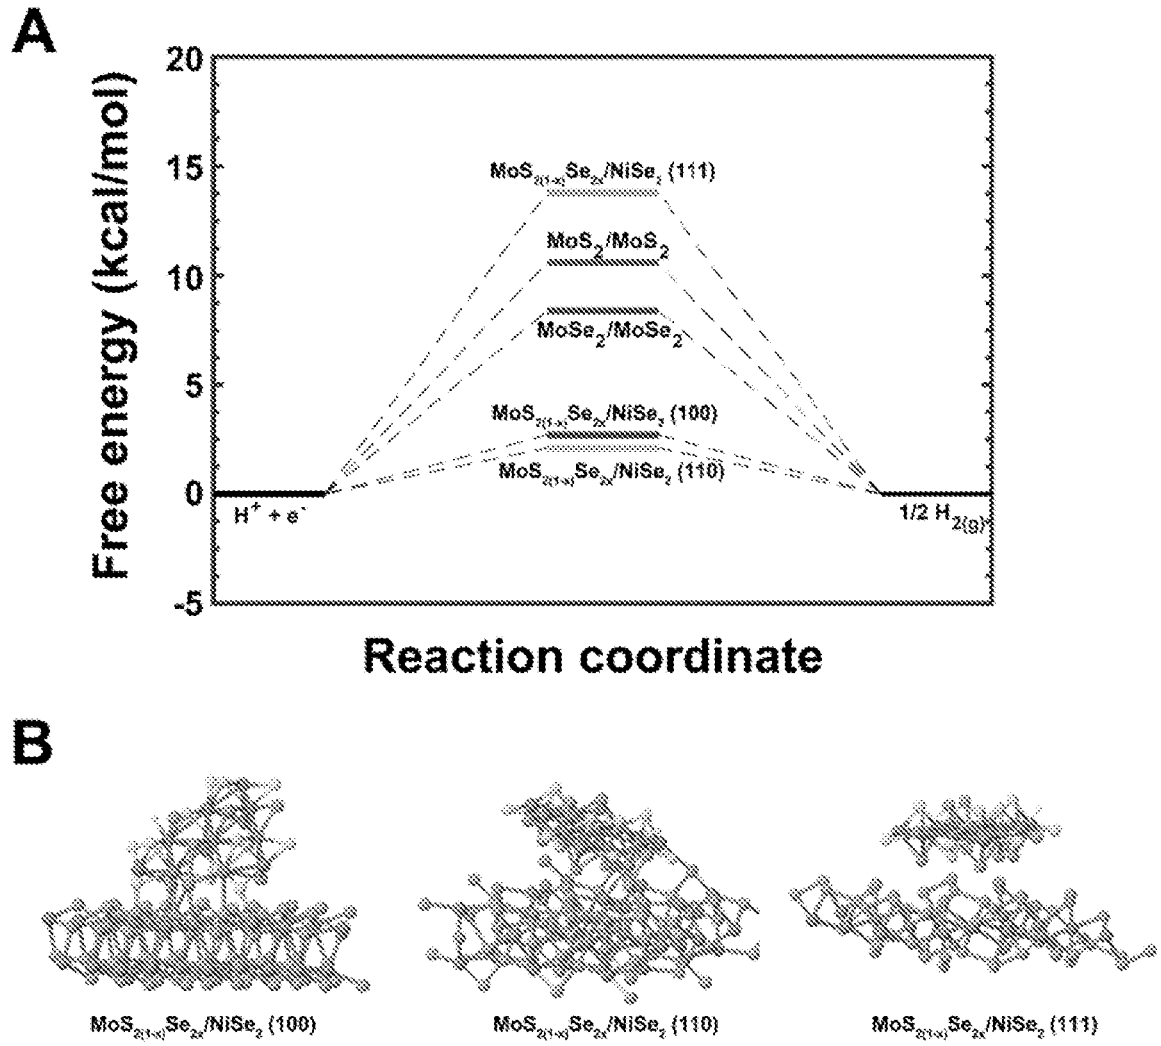 A
Free energy (kcal/mol)
20
15
10
5
0
-5
MoS2(1-x)Se2x/NiSe2 (111)
MoS2/MoS2
MoSe2/MoSe2
MoS2(1-x)Se2x/NiSe2 (100)
MoS2(1-x)Se2x/NiSe2 (110)
H+ + e-
1/2 H2(g)
Reaction coordinate
B
MoS2(1-x)Se2x/NiSe2 (100)
MoS2(1-x)Se2x/NiSe2 (110)
MoS2(1-x)Se2x/NiSe2 (111)